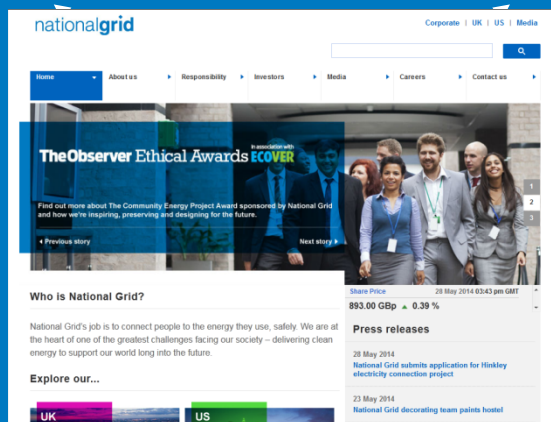 nationalgrid
Corporate | UK | US | Media
Home
About us
Responsibility
Investors
Media
Careers
Contact us
TheObserver Ethical Awards in association with ECOVER
Find out more about The Community Energy Project Award sponsored by National Grid
and how we're inspiring, preserving and designing for the future.
Previous story
Next story
1
2
3
Who is National Grid?
National Grid's job is to connect people to the energy they use, safely. We are at
the heart of one of the greatest challenges facing our society – delivering clean
energy to support our world long into the future.
Explore our...
UK
US
Share Price
28 May 2014 03:43 pm GMT
893.00 GBp ▲ 0.39 %
Press releases
28 May 2014
National Grid submits application for Hinkley
electricity connection project
23 May 2014
National Grid decorating team paints hostel